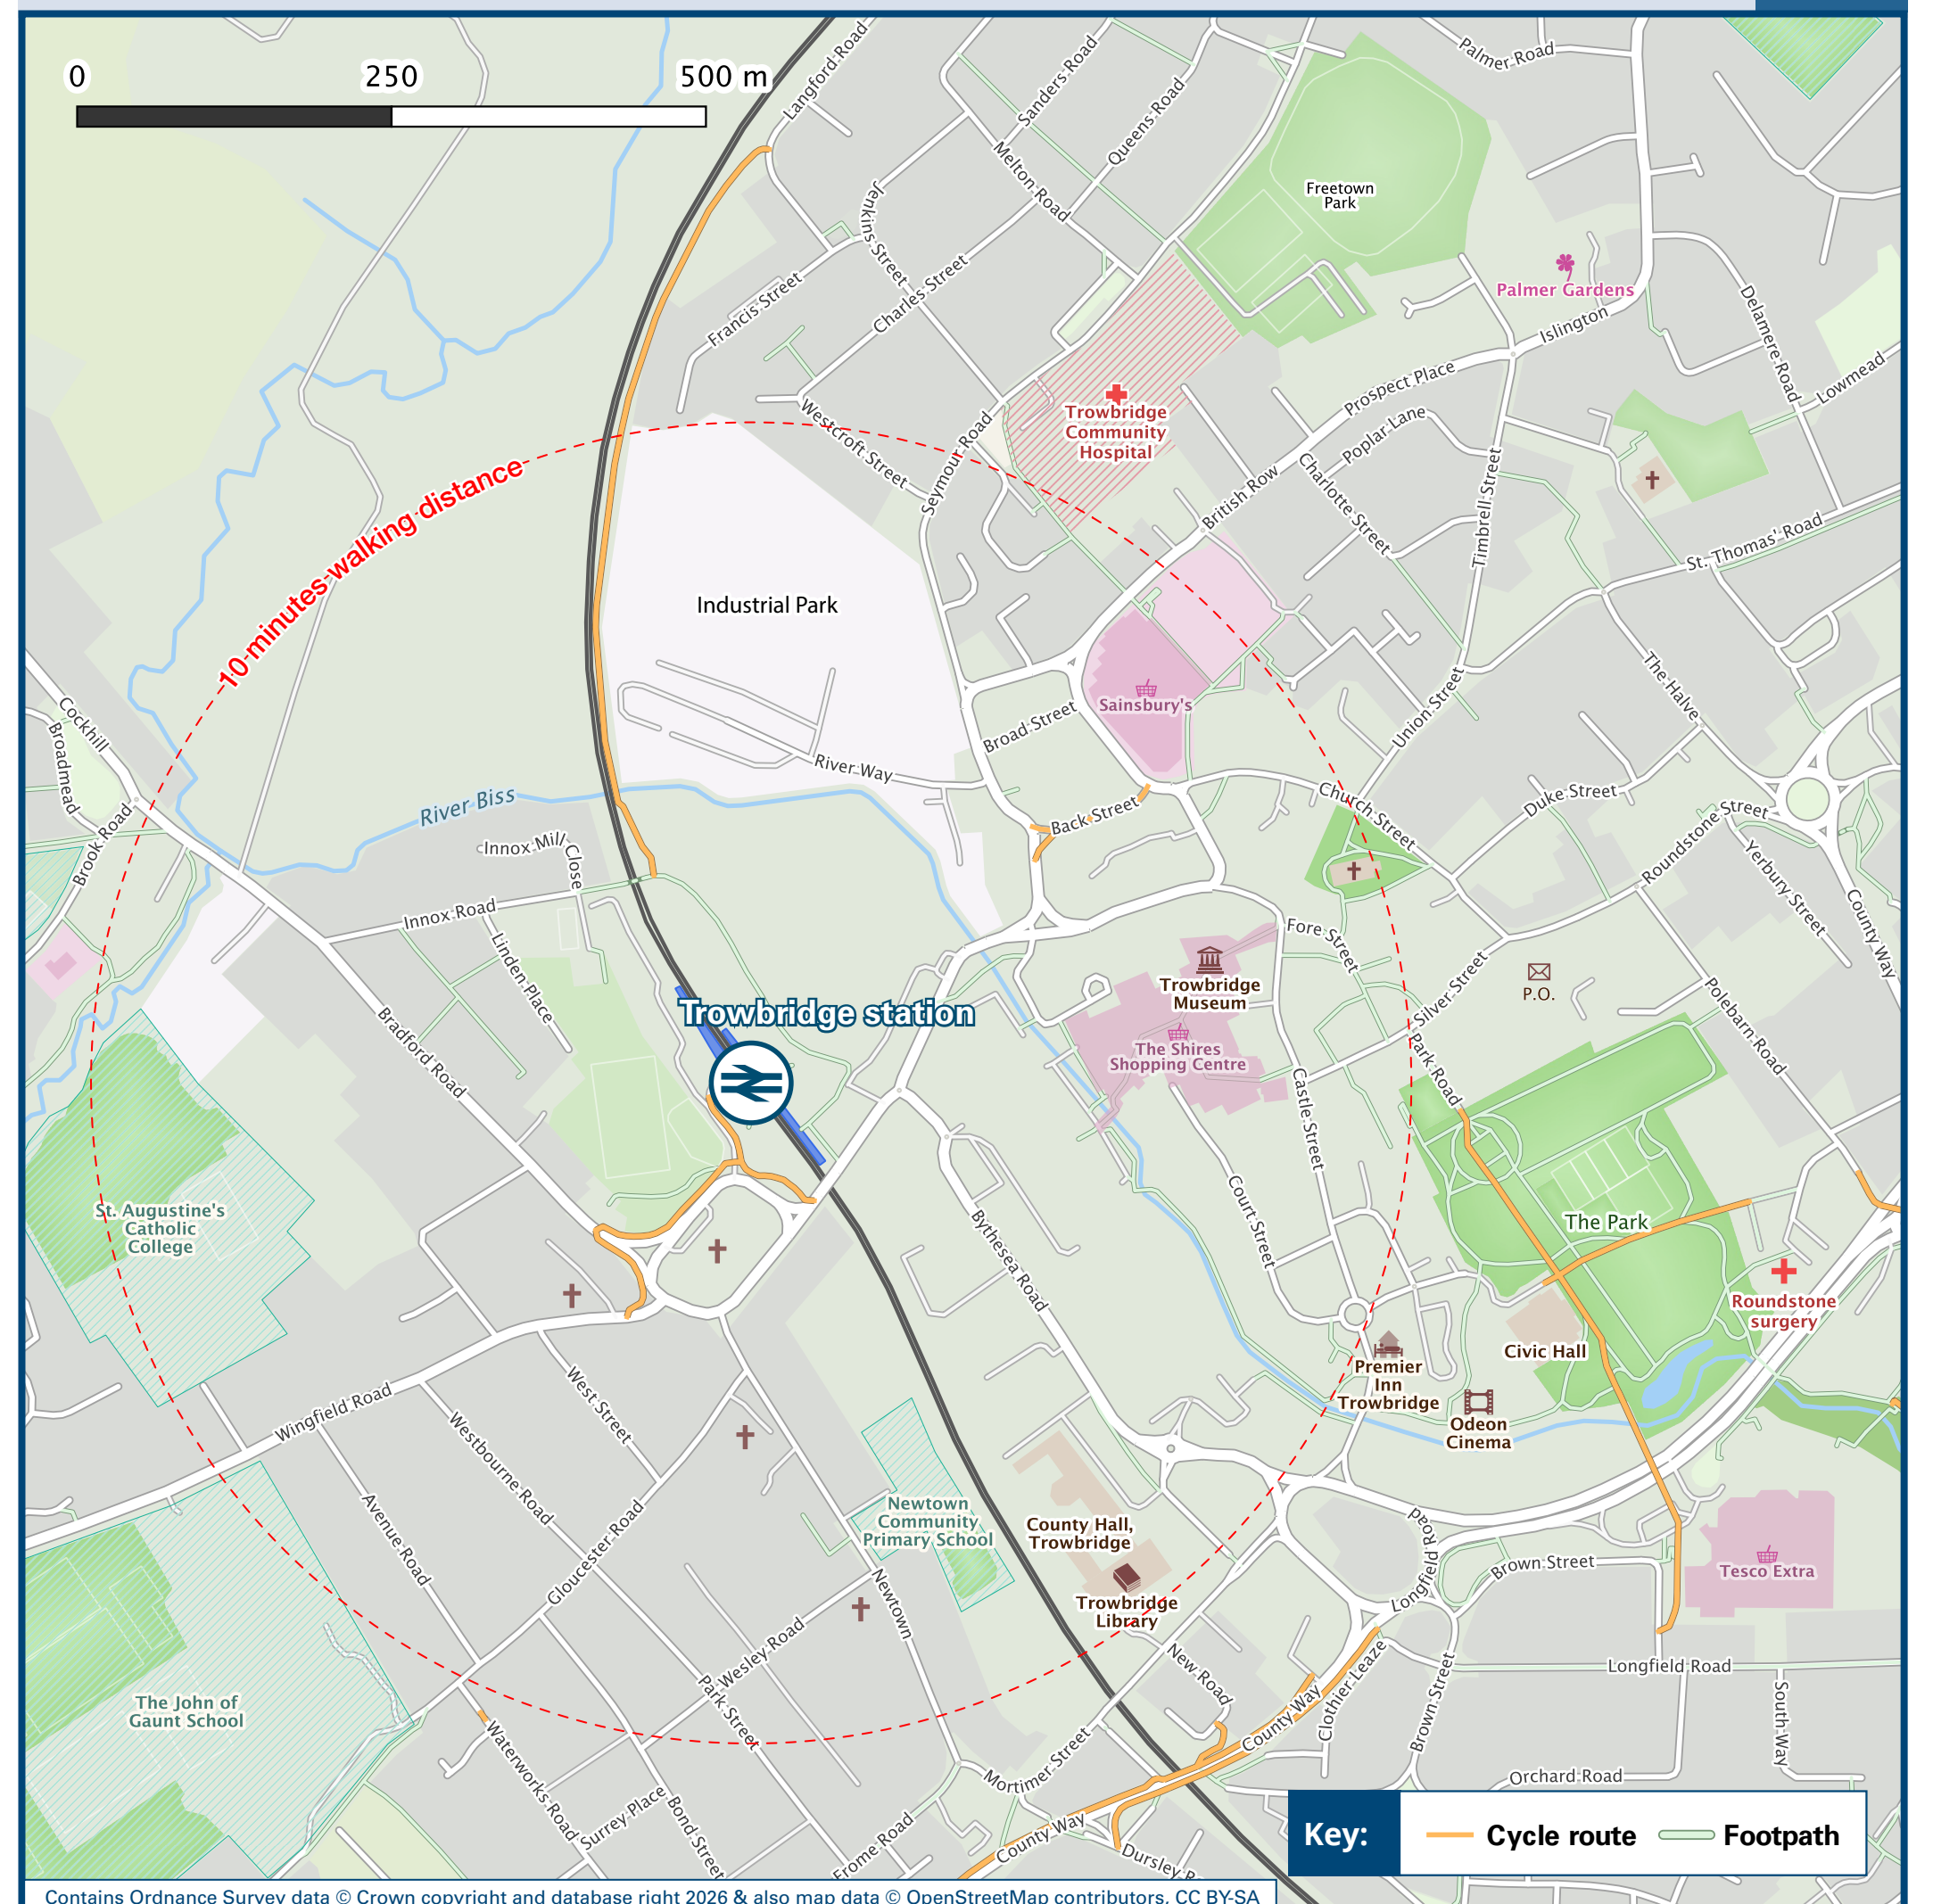 0 250 500 m
Langford Road
Sanders Road
Queens Road
Melton Road
Palmer Road
Jenkins Street
Freetown
Park
Palmer Gardens
Francis Street
Charles Street
Islington
Delamere Road
Lowmead
Prospect Place
Poplar Lane
Trowbridge
Community
Hospital
Westcroft Street
Seymour Road
British Row
Charlotte Street
Timbrell Street
St. Thomas' Road
10 minutes walking distance
Industrial Park
Cockhill
Broadmead
Brook Road
Sainsbury's
Broad Street
Union Street
The Halve
River Way
River Biss
Back Street
Church Street
Duke Street
Roundstone Street
Yerbury Street
County Way
Innox Mill
Close
Innox Road
Linden Place
Fore Street
Trowbridge
Museum
Silver Street
P.O.
Polebarn Road
Trowbridge station
The Shires
Shopping Centre
Park Road
Castle Street
Bradford Road
Court Street
St. Augustine's
Catholic
College
The Park
Bythesea Road
Roundstone
surgery
Civic Hall
Premier
Inn
Trowbridge
Odeon
Cinema
Wingfield Road
West Street
Westbourne Road
Avenue Road
Gloucester Road
Newtown
Community
Primary School
County Hall,
Trowbridge
Trowbridge
Library
Longfield Road
Brown Street
Tesco Extra
Newtown
Wesley Road
Park Street
New Road
Longfield Road
Clothier Leaze
Brown Street
South Way
The John of
Gaunt School
Waterworks Road
County Way
Mortimer Street
Orchard Road
Surrey Place
Bond Street
Frome Road
County Way
Dursley R
Key: Cycle route Footpath
Contains Ordnance Survey data © Crown copyright and database right 2026 & also map data © OpenStreetMap contributors, CC BY-SA